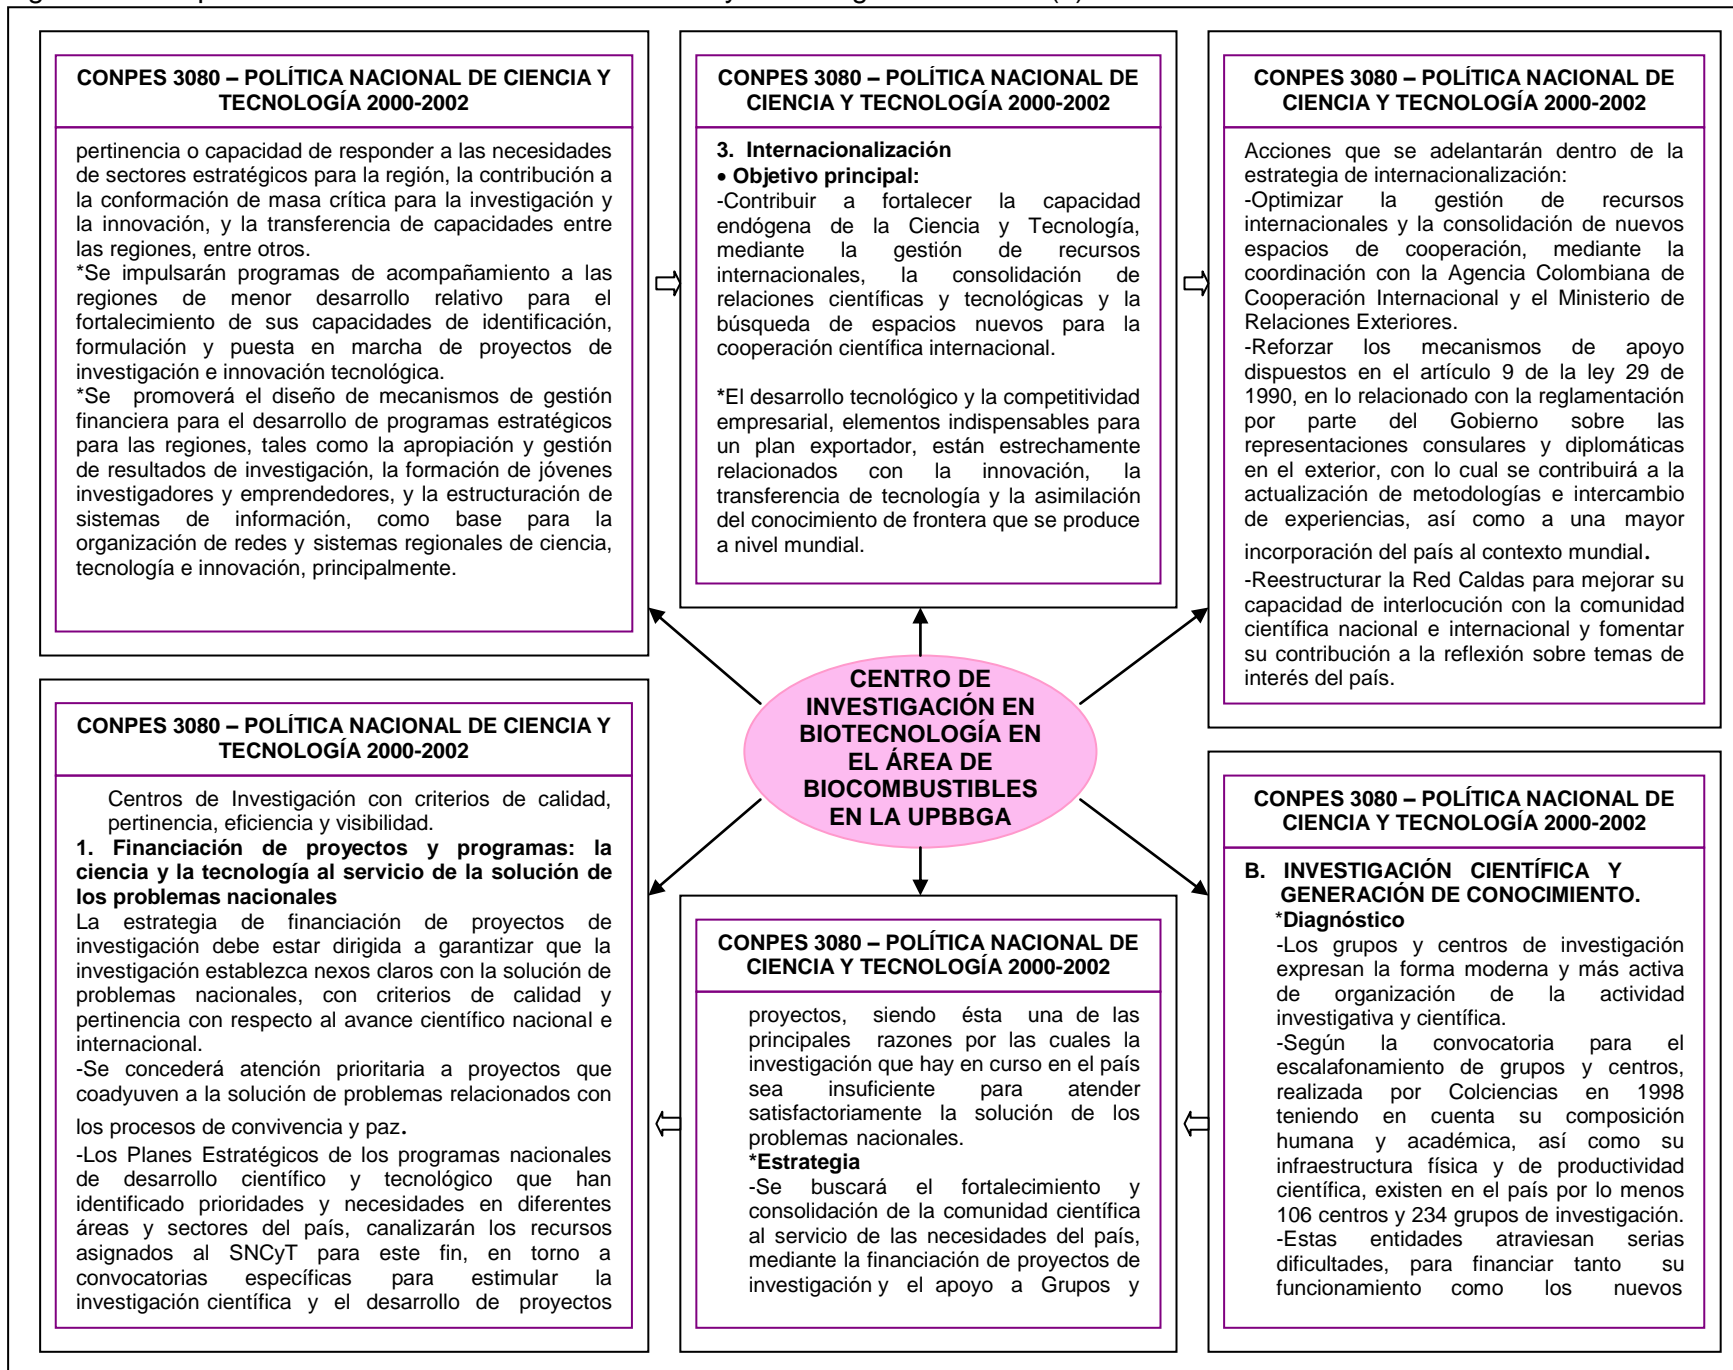 CONPES 3080 – POLÍTICA NACIONAL DE CIENCIA Y
TECNOLOGÍA 2000-2002
pertinencia o capacidad de responder a las necesidades
de sectores estratégicos para la región, la contribución a
la conformación de masa crítica para la investigación y
la innovación, y la transferencia de capacidades entre
las regiones, entre otros.
*Se impulsarán programas de acompañamiento a las
regiones de menor desarrollo relativo para el
fortalecimiento de sus capacidades de identificación,
formulación y puesta en marcha de proyectos de
investigación e innovación tecnológica.
*Se promoverá el diseño de mecanismos de gestión
financiera para el desarrollo de programas estratégicos
para las regiones, tales como la apropiación y gestión
de resultados de investigación, la formación de jóvenes
investigadores y emprendedores, y la estructuración de
sistemas de información, como base para la
organización de redes y sistemas regionales de ciencia,
tecnología e innovación, principalmente.
CONPES 3080 – POLÍTICA NACIONAL DE
CIENCIA Y TECNOLOGÍA 2000-2002
3. Internacionalización
• Objetivo principal:
-Contribuir a fortalecer la capacidad
endógena de la Ciencia y Tecnología,
mediante la gestión de recursos
internacionales, la consolidación de
relaciones científicas y tecnológicas y la
búsqueda de espacios nuevos para la
cooperación científica internacional.
*El desarrollo tecnológico y la competitividad
empresarial, elementos indispensables para
un plan exportador, están estrechamente
relacionados con la innovación, la
transferencia de tecnología y la asimilación
del conocimiento de frontera que se produce
a nivel mundial.
CONPES 3080 – POLÍTICA NACIONAL DE
CIENCIA Y TECNOLOGÍA 2000-2002
Acciones que se adelantarán dentro de la
estrategia de internacionalización:
-Optimizar la gestión de recursos
internacionales y la consolidación de nuevos
espacios de cooperación, mediante la
coordinación con la Agencia Colombiana de
Cooperación Internacional y el Ministerio de
Relaciones Exteriores.
-Reforzar los mecanismos de apoyo
dispuestos en el artículo 9 de la ley 29 de
1990, en lo relacionado con la reglamentación
por parte del Gobierno sobre las
representaciones consulares y diplomáticas
en el exterior, con lo cual se contribuirá a la
actualización de metodologías e intercambio
de experiencias, así como a una mayor
incorporación del país al contexto mundial.
-Reestructurar la Red Caldas para mejorar su
capacidad de interlocución con la comunidad
científica nacional e internacional y fomentar
su contribución a la reflexión sobre temas de
interés del país.
CENTRO DE
INVESTIGACIÓN EN
BIOTECNOLOGÍA EN
EL ÁREA DE
BIOCOMBUSTIBLES
EN LA UPBBGA
CONPES 3080 – POLÍTICA NACIONAL DE CIENCIA Y
TECNOLOGÍA 2000-2002
Centros de Investigación con criterios de calidad,
pertinencia, eficiencia y visibilidad.
1. Financiación de proyectos y programas: la
ciencia y la tecnología al servicio de la solución de
los problemas nacionales
La estrategia de financiación de proyectos de
investigación debe estar dirigida a garantizar que la
investigación establezca nexos claros con la solución de
problemas nacionales, con criterios de calidad y
pertinencia con respecto al avance científico nacional e
internacional.
-Se concederá atención prioritaria a proyectos que
coadyuven a la solución de problemas relacionados con
los procesos de convivencia y paz.
-Los Planes Estratégicos de los programas nacionales
de desarrollo científico y tecnológico que han
identificado prioridades y necesidades en diferentes
áreas y sectores del país, canalizarán los recursos
asignados al SNCyT para este fin, en torno a
convocatorias específicas para estimular la
investigación científica y el desarrollo de proyectos
CONPES 3080 – POLÍTICA NACIONAL DE
CIENCIA Y TECNOLOGÍA 2000-2002
proyectos, siendo ésta una de las
principales razones por las cuales la
investigación que hay en curso en el país
sea insuficiente para atender
satisfactoriamente la solución de los
problemas nacionales.
*Estrategia
-Se buscará el fortalecimiento y
consolidación de la comunidad científica
al servicio de las necesidades del país,
mediante la financiación de proyectos de
investigación y el apoyo a Grupos y
CONPES 3080 – POLÍTICA NACIONAL DE
CIENCIA Y TECNOLOGÍA 2000-2002
B. INVESTIGACIÓN CIENTÍFICA Y
GENERACIÓN DE CONOCIMIENTO.
*Diagnóstico
-Los grupos y centros de investigación
expresan la forma moderna y más activa
de organización de la actividad
investigativa y científica.
-Según la convocatoria para el
escalafonamiento de grupos y centros,
realizada por Colciencias en 1998
teniendo en cuenta su composición
humana y académica, así como su
infraestructura física y de productividad
científica, existen en el país por lo menos
106 centros y 234 grupos de investigación.
-Estas entidades atraviesan serias
dificultades, para financiar tanto su
funcionamiento como los nuevos